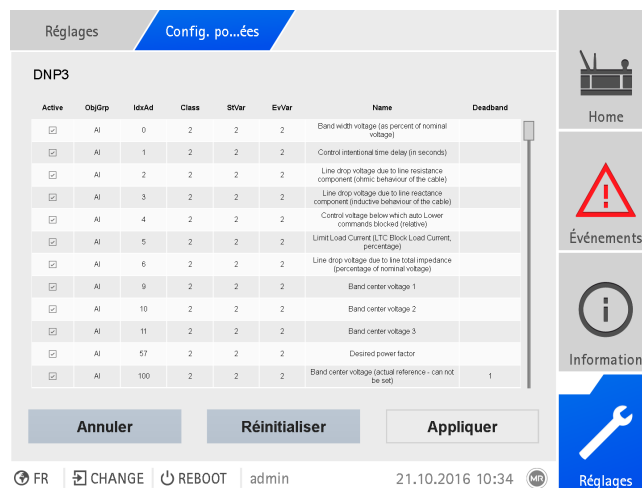 Réglages
Config. po...ées
DNP3
Active ObjGrp IdxAd Class StVar EvVar Name Deadband
AI 0 2 2 2 Band width voltage (as percent of nominal
voltage)
AI 1 2 2 2 Control intentional time delay (in seconds)
AI 2 2 2 2 Line drop voltage due to line resistance
component (ohmic behaviour of the cable)
AI 3 2 2 2 Line drop voltage due to line reactance
component (inductive behaviour of the cable)
AI 4 2 2 2 Control voltage below which auto Lower
commands blocked (relative)
AI 5 2 2 2 Limit Load Current (LTC Block Load Current,
percentage)
AI 6 2 2 2 Line drop voltage due to line total impedance
(percentage of nominal voltage)
AI 9 2 2 2 Band center voltage 1
AI 10 2 2 2 Band center voltage 2
AI 11 2 2 2 Band center voltage 3
AI 57 2 2 2 Desired power factor
AI 100 2 2 2 Band center voltage (actual reference - can not
be set) 1
Annuler
Réinitialiser
Appliquer
FR CHANGE REBOOT admin 21.10.2016 10:34 MR
Home
Événements
Information
Réglages